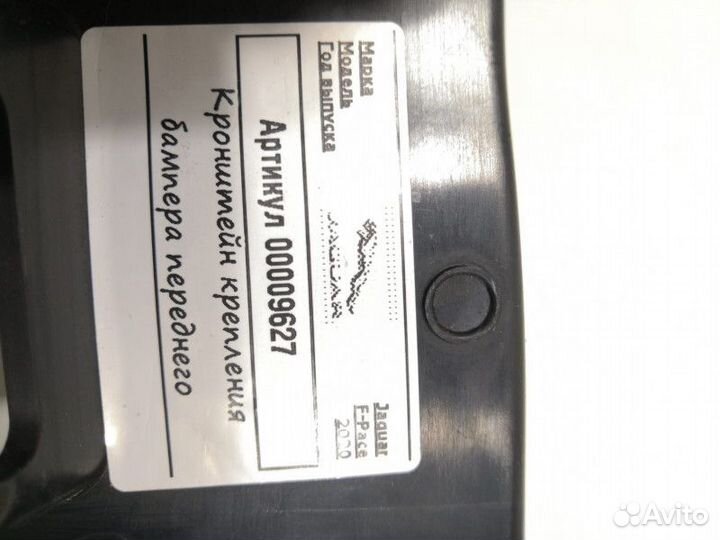 Марка Jaguar
Модель F-Pace
Год выпуска 2020
Артикул 00009627
Кронштейн крепления
бампера переднего
Avito